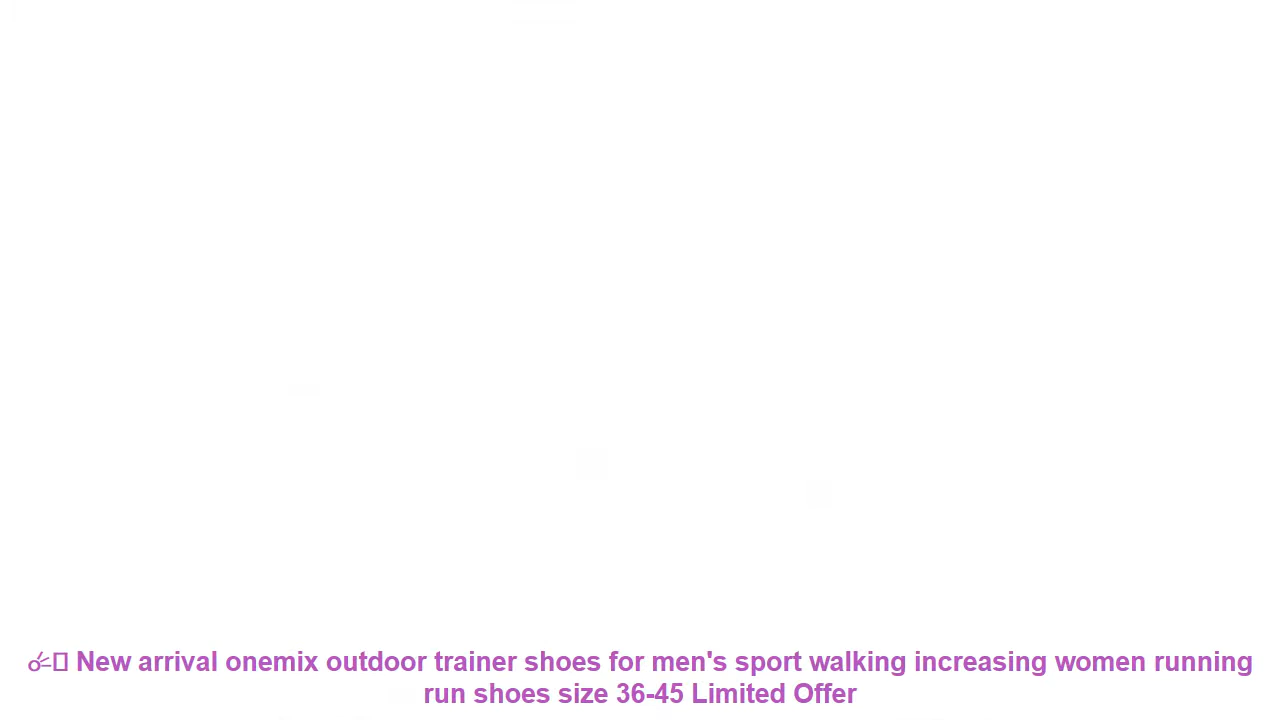 ☄️ New arrival onemix outdoor trainer shoes for men's sport walking increasing women running
run shoes size 36-45 Limited Offer